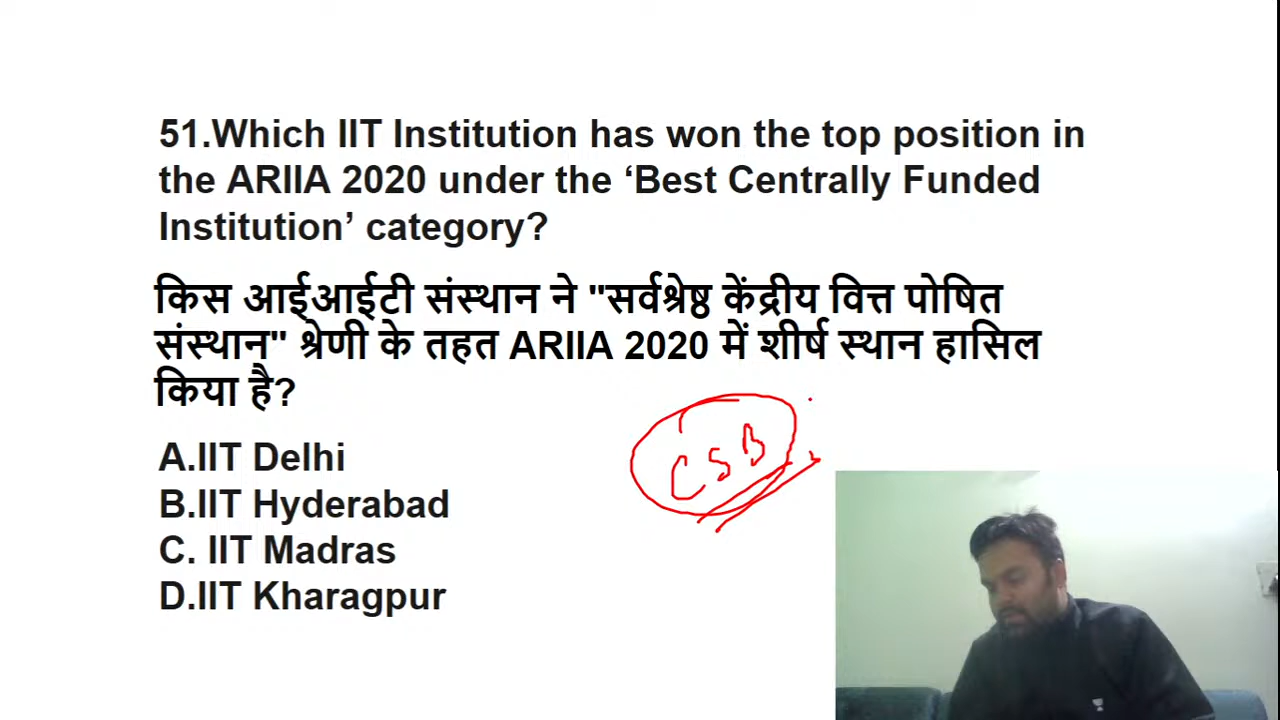 51.Which IIT Institution has won the top position in
the ARIIA 2020 under the ‘Best Centrally Funded
Institution’ category?
किस आईआईटी संस्थान ने "सर्वश्रेष्ठ केंद्रीय वित्त पोषित
संस्थान" श्रेणी के तहत ARIIA 2020 में शीर्ष स्थान हासिल
किया है?
CSB
A.IIT Delhi
B.IIT Hyderabad
C. IIT Madras
D.IIT Kharagpur